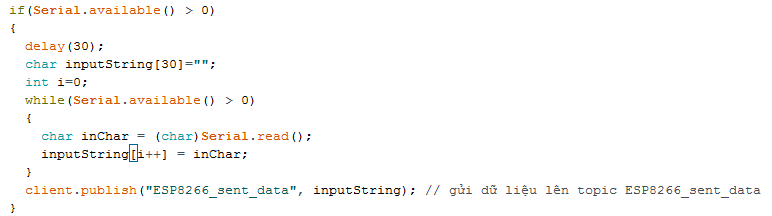 if(Serial.available() > 0)
{
  delay(30);
  char inputString[30]="";
  int i=0;
  while(Serial.available() > 0)
  {
    char inChar = (char)Serial.read();
    inputString[i++] = inChar;
  }
  client.publish("ESP8266_sent_data", inputString); // gửi dữ liệu lên topic ESP8266_sent_data
}